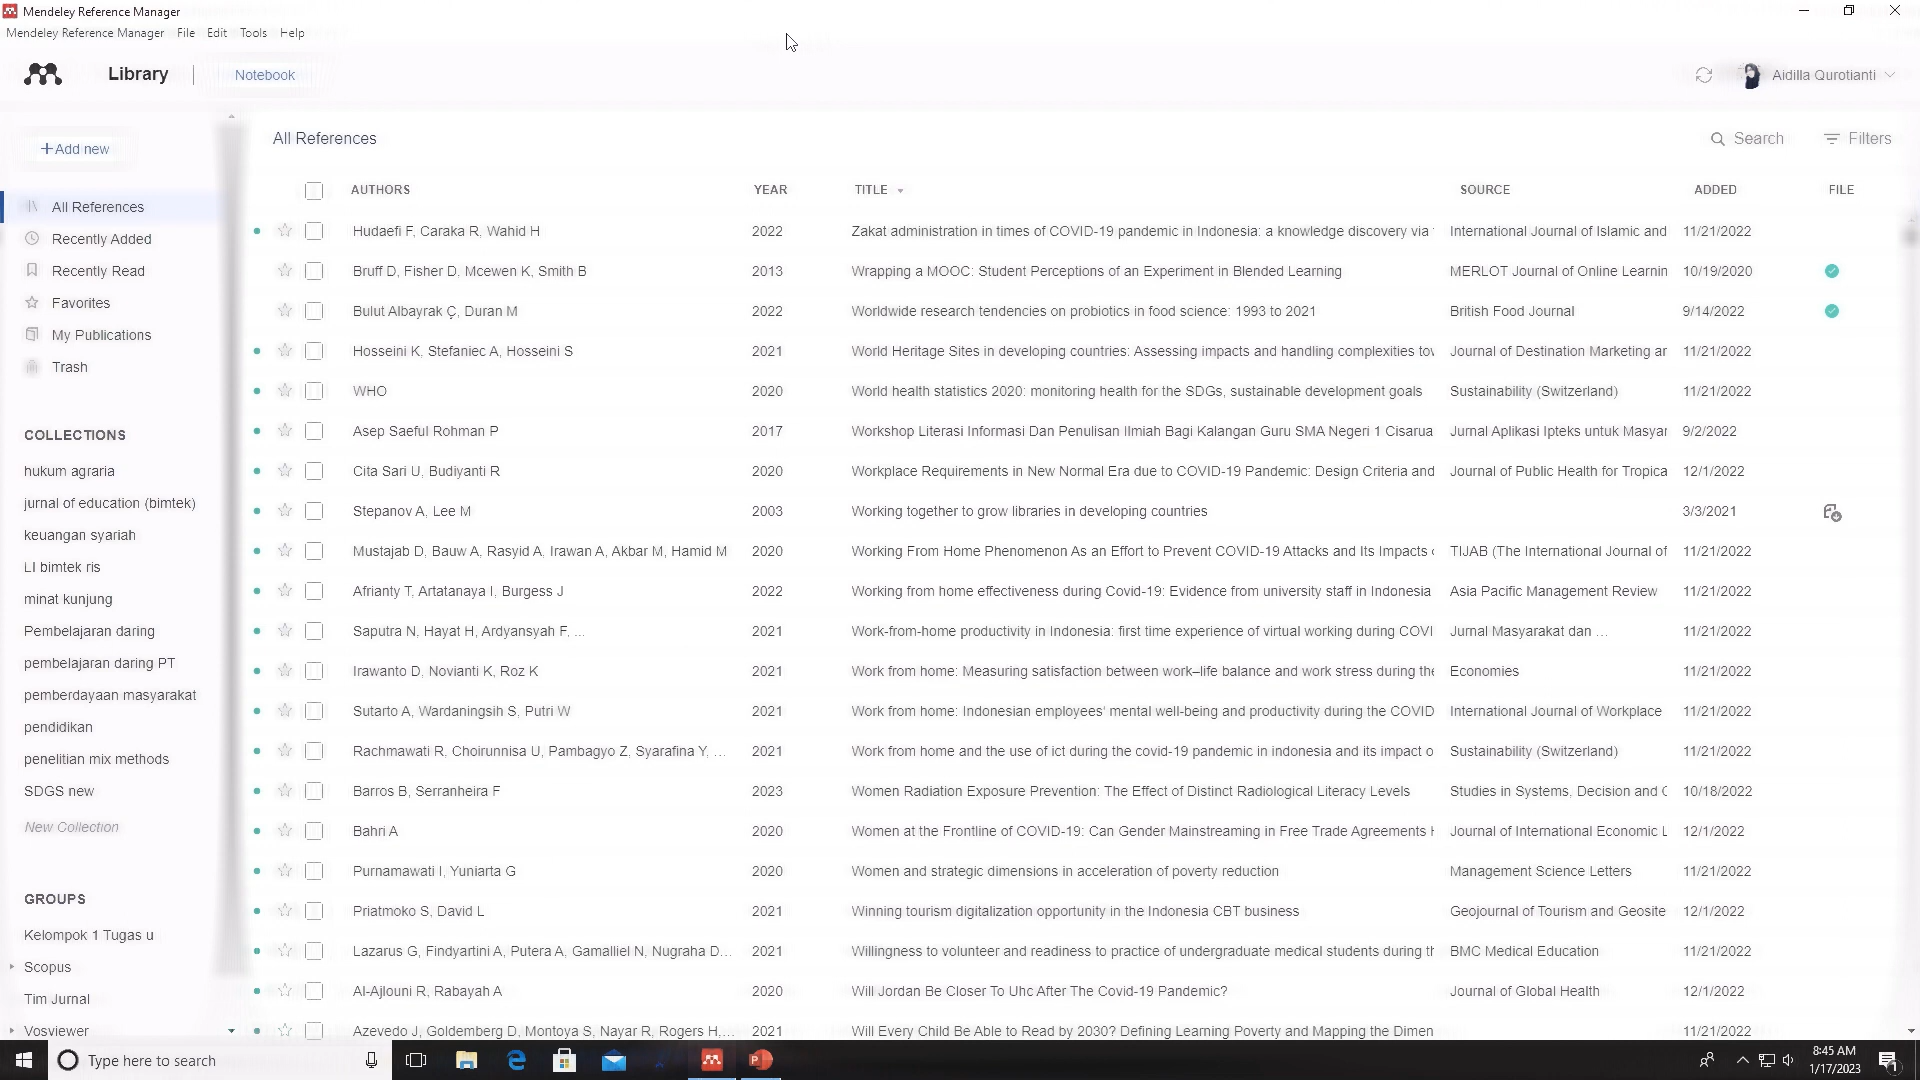 Mendeley Reference Manager
Mendeley Reference Manager File Edit Tools Help
Library Notebook Aidilla Qurotianti
+Add new
All References
Recently Added
Recently Read
Favorites
My Publications
Trash
COLLECTIONS
hukum agraria
jurnal of education (bimtek)
keuangan syariah
LI bimtek ris
minat kunjung
Pembelajaran daring
pembelajaran daring PT
pemberdayaan masyarakat
pendidikan
penelitian mix methods
SDGS new
New Collection
GROUPS
Kelompok 1 Tugas u
Scopus
Tim Jurnal
Vosviewer
All References Search Filters
AUTHORS YEAR TITLE SOURCE ADDED FILE
Hudaefi F, Caraka R, Wahid H 2022 Zakat administration in times of COVID-19 pandemic in Indonesia: a knowledge discovery via International Journal of Islamic and 11/21/2022
Bruff D, Fisher D, Mcewen K, Smith B 2013 Wrapping a MOOC: Student Perceptions of an Experiment in Blended Learning MERLOT Journal of Online Learnin 10/19/2020
Bulut Albayrak Ç, Duran M 2022 Worldwide research tendencies on probiotics in food science: 1993 to 2021 British Food Journal 9/14/2022
Hosseini K, Stefaniec A, Hosseini S 2021 World Heritage Sites in developing countries: Assessing impacts and handling complexities tow Journal of Destination Marketing ar 11/21/2022
WHO 2020 World health statistics 2020: monitoring health for the SDGs, sustainable development goals Sustainability (Switzerland) 11/21/2022
Asep Saeful Rohman P 2017 Workshop Literasi Informasi Dan Penulisan Ilmiah Bagi Kalangan Guru SMA Negeri 1 Cisarua Jurnal Aplikasi Ipteks untuk Masyar 9/2/2022
Cita Sari U, Budiyanti R 2020 Workplace Requirements in New Normal Era due to COVID-19 Pandemic: Design Criteria and Journal of Public Health for Tropica 12/1/2022
Stepanov A, Lee M 2003 Working together to grow libraries in developing countries 3/3/2021
Mustajab D, Bauw A, Rasyid A, Irawan A, Akbar M, Hamid M 2020 Working From Home Phenomenon As an Effort to Prevent COVID-19 Attacks and Its Impacts TIJAB (The International Journal of 11/21/2022
Afrianty T, Artatanaya I, Burgess J 2022 Working from home effectiveness during Covid-19: Evidence from university staff in Indonesia Asia Pacific Management Review 11/21/2022
Saputra N, Hayat H, Ardyansyah F, ... 2021 Work-from-home productivity in Indonesia: first time experience of virtual working during COVI Jurnal Masyarakat dan ... 11/21/2022
Irawanto D, Novianti K, Roz K 2021 Work from home: Measuring satisfaction between work–life balance and work stress during the Economies 11/21/2022
Sutarto A, Wardaningsih S, Putri W 2021 Work from home: Indonesian employees' mental well-being and productivity during the COVID International Journal of Workplace 11/21/2022
Rachmawati R, Choirunnisa U, Pambagyo Z, Syarafina Y, ... 2021 Work from home and the use of ict during the covid-19 pandemic in indonesia and its impact o Sustainability (Switzerland) 11/21/2022
Barros B, Serranheira F 2023 Women Radiation Exposure Prevention: The Effect of Distinct Radiological Literacy Levels Studies in Systems, Decision and C 10/18/2022
Bahri A 2020 Women at the Frontline of COVID-19: Can Gender Mainstreaming in Free Trade Agreements H Journal of International Economic L 12/1/2022
Purnamawati I, Yuniarta G 2020 Women and strategic dimensions in acceleration of poverty reduction Management Science Letters 11/21/2022
Priatmoko S, David L 2021 Winning tourism digitalization opportunity in the Indonesia CBT business Geojournal of Tourism and Geosite 12/1/2022
Lazarus G, Findyartini A, Putera A, Gamalliel N, Nugraha D... 2021 Willingness to volunteer and readiness to practice of undergraduate medical students during th BMC Medical Education 11/21/2022
Al-Ajlouni R, Rabayah A 2020 Will Jordan Be Closer To Uhc After The Covid-19 Pandemic? Journal of Global Health 12/1/2022
Azevedo J, Goldemberg D, Montoya S, Nayar R, Rogers H,... 2021 Will Every Child Be Able to Read by 2030? Defining Learning Poverty and Mapping the Dimen 11/21/2022
Type here to search
8:45 AM
1/17/2023
1